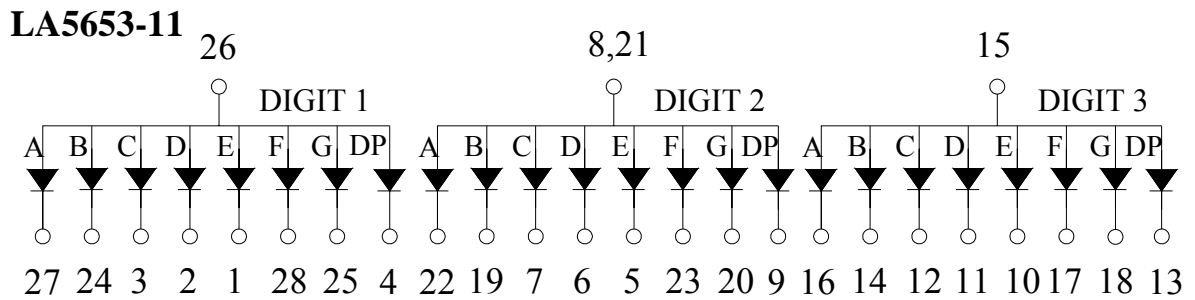 LA5653-11
26 8,21 15
DIGIT 1 DIGIT 2 DIGIT 3
A B C D E F G DP A B C D E F G DP A B C D E F G DP
27 24 3 2 1 28 25 4 22 19 7 6 5 23 20 9 16 14 12 11 10 17 18 13